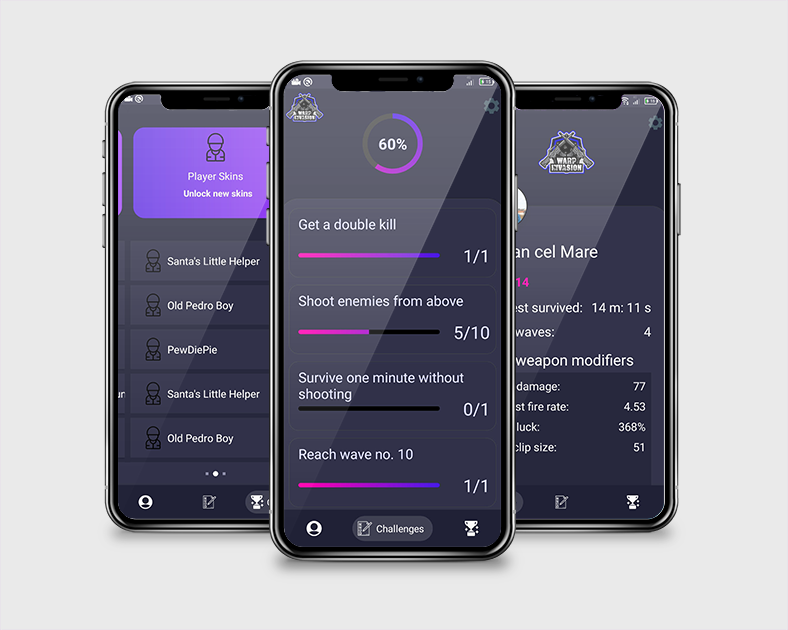 Player Skins
Unlock new skins
Santa's Little Helper
Old Pedro Boy
PewDiePie
Santa's Little Helper
Old Pedro Boy
WARP
INVASION
60%
Get a double kill
1/1
Shoot enemies from above
5/10
Survive one minute without
shooting
0/1
Reach wave no. 10
1/1
Challenges
WARP
INVASION
an cel Mare
14
est survived: 14 m: 11 s
waves: 4
weapon modifiers
damage: 77
st fire rate: 4.53
luck: 368%
clip size: 51